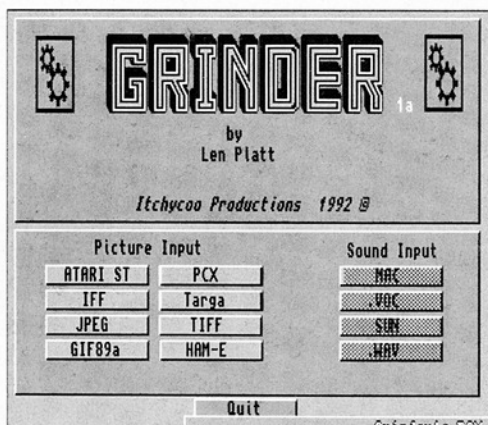 GRINDER 1a
by
Len Platt
Itchycoo Productions 1992 @
Picture Input Sound Input
ATARI ST PCX MAC
IFF Targa .VOC
JPEG TIFF SUN
GIF89a HAM-E .WAV
Quit